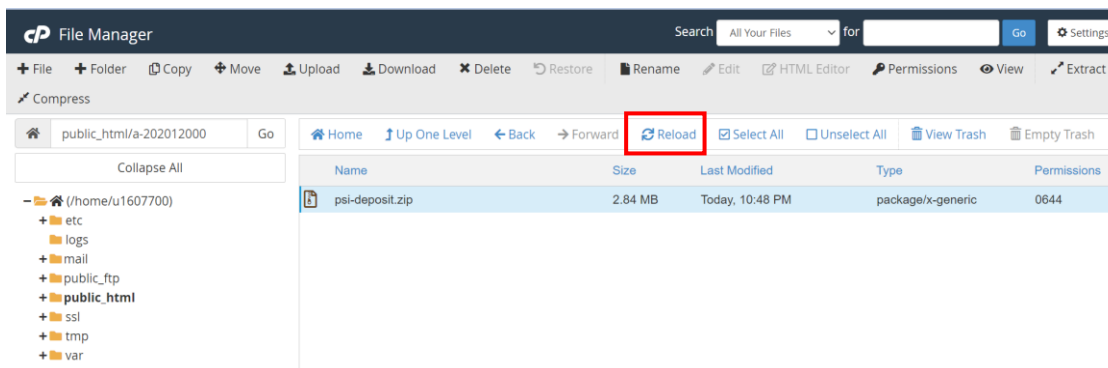 cP File Manager Search All Your Files for Go Settings
File Folder Copy Move Upload Download Delete Restore Rename Edit HTML Editor Permissions View Extract
Compress
public_html/a-202012000 Go Home Up One Level Back Forward Reload Select All Unselect All View Trash Empty Trash
Collapse All
Name Size Last Modified Type Permissions
psi-deposit.zip 2.84 MB Today, 10:48 PM package/x-generic 0644
(/home/u1607700)
etc
logs
mail
public_ftp
public_html
ssl
tmp
var